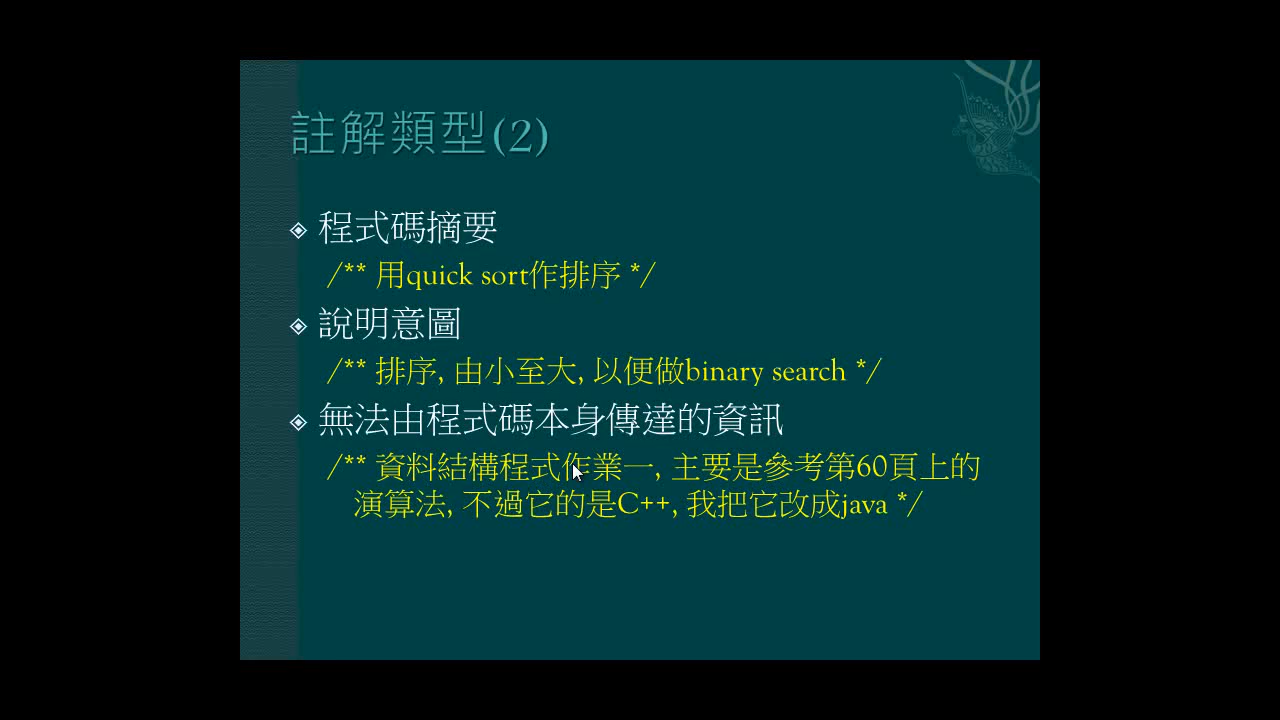 註解類型(2)
程式碼摘要
/** 用quick sort作排序 */
說明意圖
/** 排序, 由小至大, 以便做binary search */
無法由程式碼本身傳達的資訊
/** 資料結構程式作業一, 主要是參考第60頁上的
演算法, 不過它的是C++, 我把它改成java */